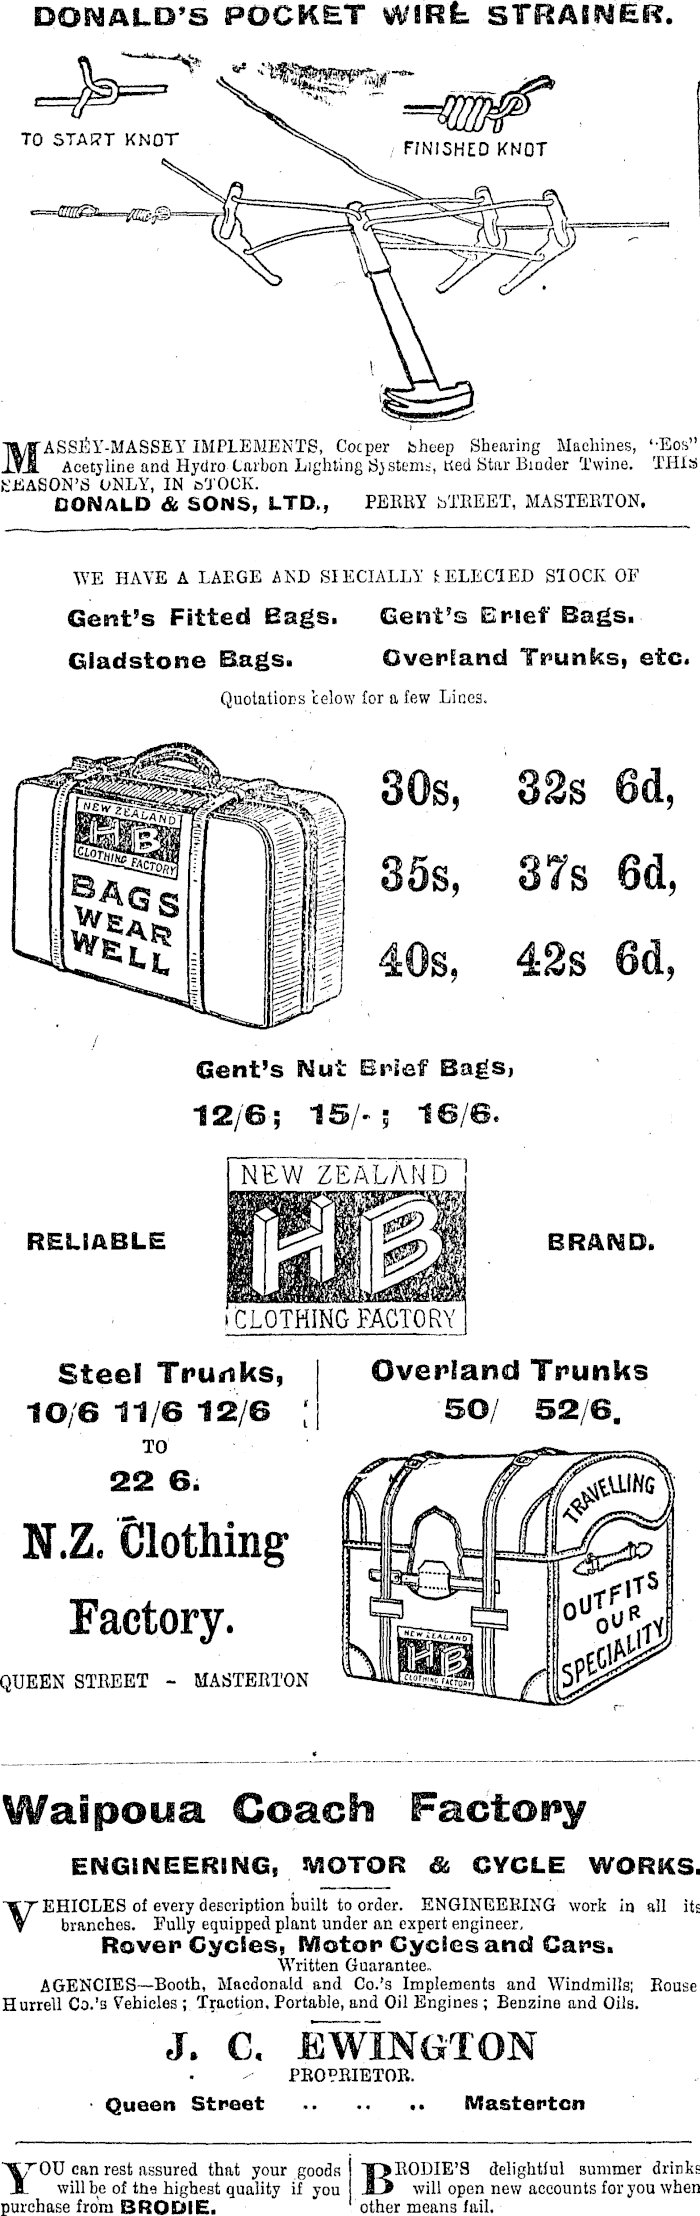 DONALD'S POCKET WIRE STRAINER.
TO START KNOT
FINISHED KNOT
MASSEY-MASSEY IMPLEMENTS, Cooper Sheep Shearing Machines, "Eos"
Acetyline and Hydro Carbon Lighting Systems, Red Star Binder Twine. THIS
SEASON'S ONLY, IN STOCK.
DONALD & SONS, LTD., PERRY STREET, MASTERTON.
WE HAVE A LARGE AND SPECIALLY SELECTED STOCK OF
Gent's Fitted Bags. Gent's Brief Bags.
Gladstone Bags. Overland Trunks, etc.
Quotations below for a few Lines.
NEW ZEALAND
HB
CLOTHING FACTORY
BAGS
WEAR
WELL
30s, 32s 6d,
35s, 37s 6d,
40s, 42s 6d,
Gent's Nut Brief Bags,
12/6; 15/-; 16/6.
NEW ZEALAND
RELIABLE HB BRAND.
CLOTHING FACTORY
Steel Trunks,
10/6 11/6 12/6
TO
22 6.
Overland Trunks
50/ 52/6.
N.Z. Clothing
Factory.
QUEEN STREET - MASTERTON
TRAVELLING
OUTFITS
OUR
SPECIALITY
NEW ZEALAND
HB
CLOTHING FACTORY
Waipoua Coach Factory
ENGINEERING, MOTOR & CYCLE WORKS.
VEHICLES of every description built to order. ENGINEERING work in all its
branches. Fully equipped plant under an expert engineer,
Rover Cycles, Motor Cycles and Cars.
Written Guarantee.
AGENCIES—Booth, Macdonald and Co.'s Implements and Windmills; Rouse
Hurrell Co.'s Vehicles; Traction, Portable, and Oil Engines; Benzine and Oils.
J. C. EWINGTON
PROPRIETOR.
Queen Street .. .. .. Masterton
YOU can rest assured that your goods
will be of the highest quality if you
purchase from BRODIE.
BRODIE'S delightful summer drinks
will open new accounts for you when
other means fail.